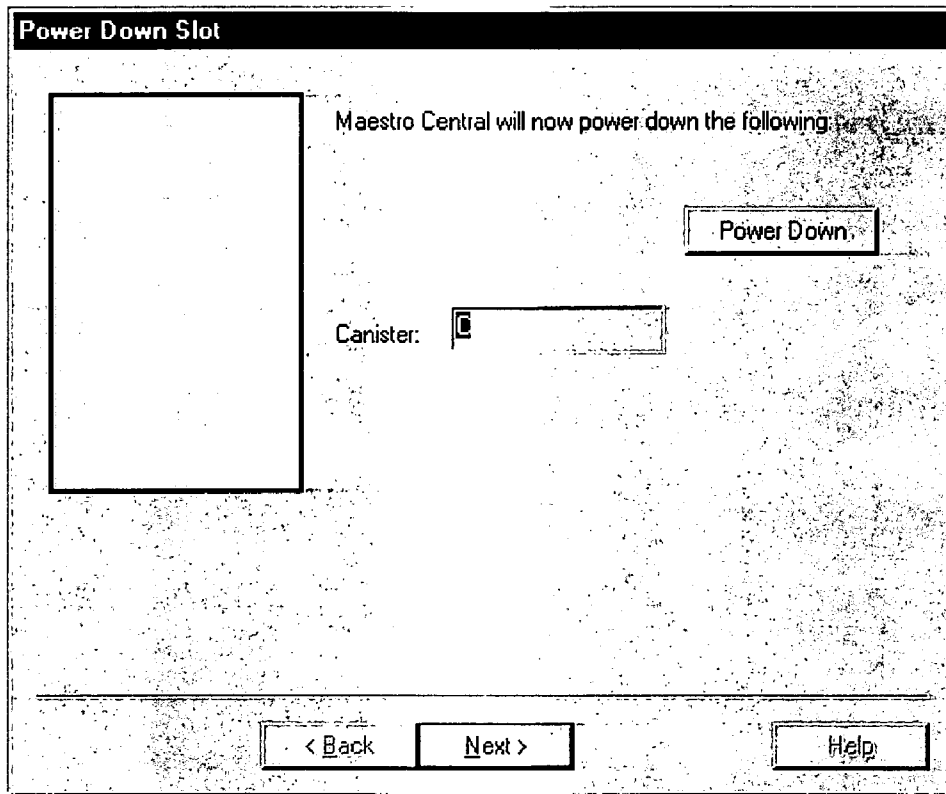 Power Down Slot
Maestro Central will now power down the following:
Power Down
Canister:
< Back
Next >
Help